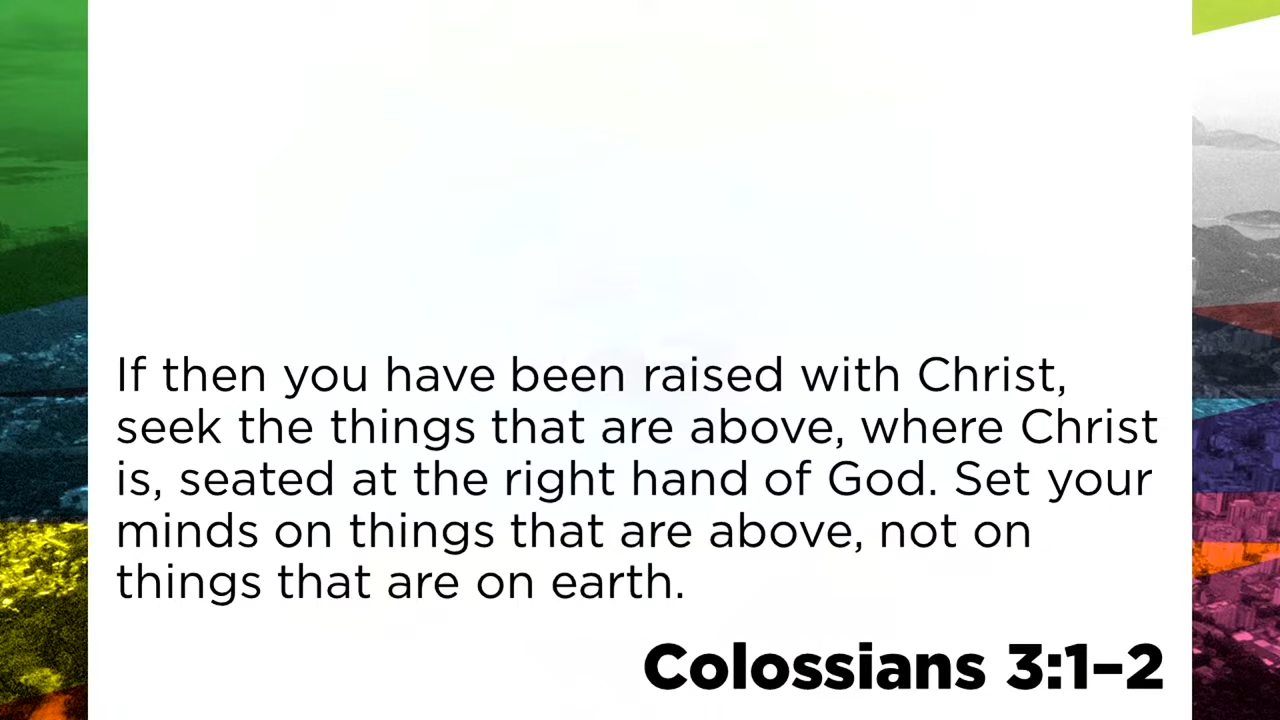 If then you have been raised with Christ,
seek the things that are above, where Christ
is, seated at the right hand of God. Set your
minds on things that are above, not on
things that are on earth.
Colossians 3:1–2